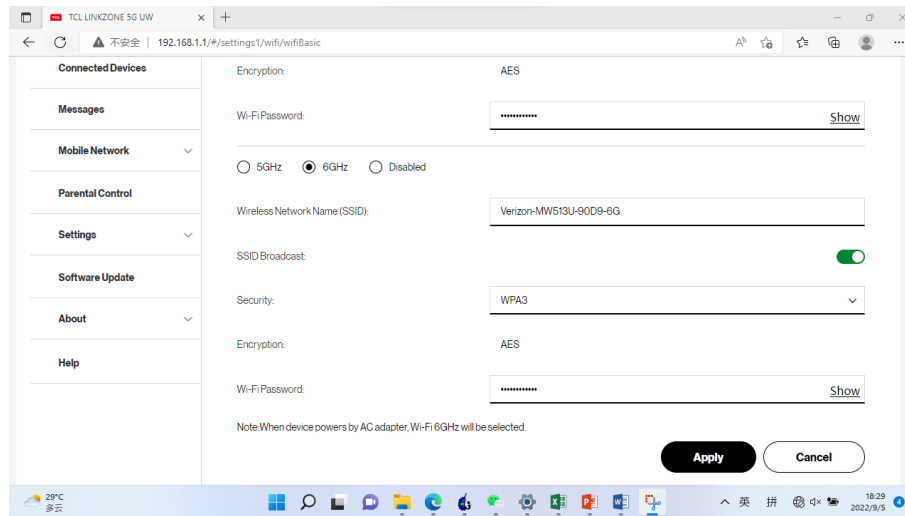 TCL LINKZONE 5G UW
不安全 192.168.1.1/#/settings1/wifi/wifiBasic
Connected Devices
Messages
Mobile Network
Parental Control
Settings
Software Update
About
Help
Encryption: AES
Wi-Fi Password: •••••••••••• Show
5GHz 6GHz Disabled
Wireless Network Name (SSID): Verizon-MW513U-90D9-6G
SSID Broadcast:
Security: WPA3
Encryption: AES
Wi-Fi Password: •••••••••••• Show
Note:When device powers by AC adapter, Wi-Fi 6GHz will be selected.
Apply Cancel
29°C
多云
英 拼
18:29
2022/9/5
4